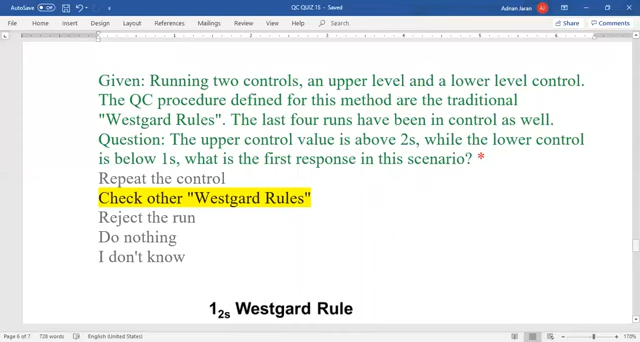 AutoSave Off
QC QUIZ 15 - Saved
Adnan Jaran
AJ
File Home Insert Design Layout References Mailings Review View Help Search
Share Comments
Given: Running two controls, an upper level and a lower level control.
The QC procedure defined for this method are the traditional
"Westgard Rules". The last four runs have been in control as well.
Question: The upper control value is above 2s, while the lower control
is below 1s, what is the first response in this scenario? *
Repeat the control
Check other "Westgard Rules"
Reject the run
Do nothing
I don't know
12s Westgard Rule
Page 6 of 7 728 words English (United States)
170%